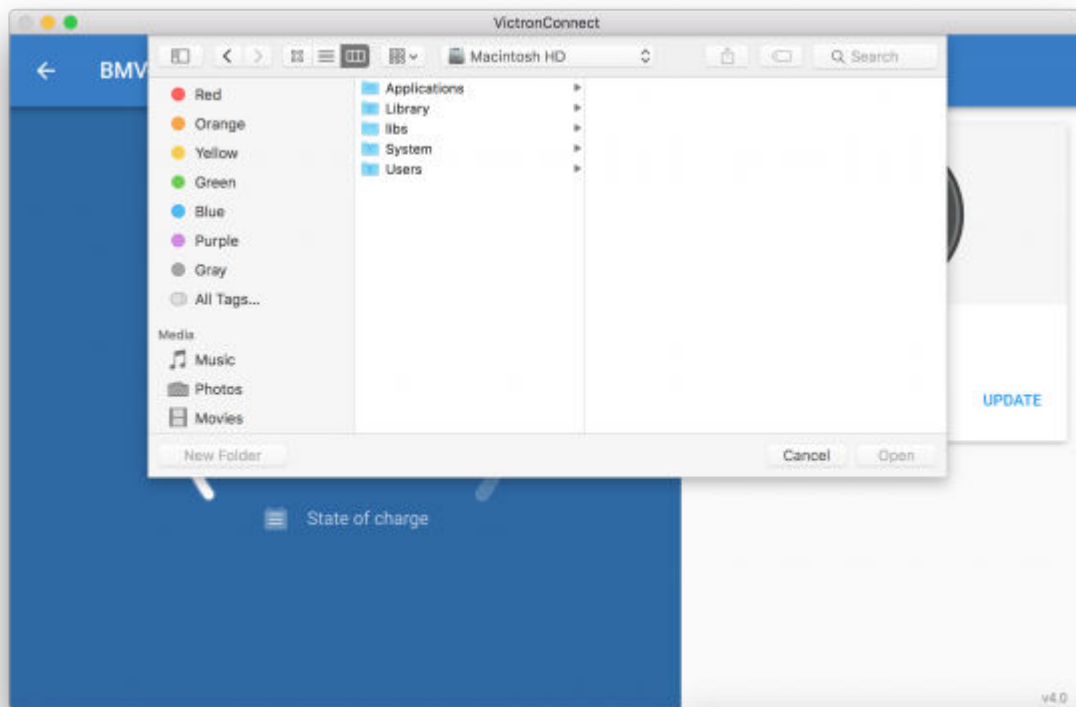 VictronConnect
BMV
Macintosh HD
Search
Red
Orange
Yellow
Green
Blue
Purple
Gray
All Tags...
Media
Music
Photos
Movies
Applications
Library
libs
System
Users
UPDATE
New Folder
Cancel
Open
State of charge
v4.0